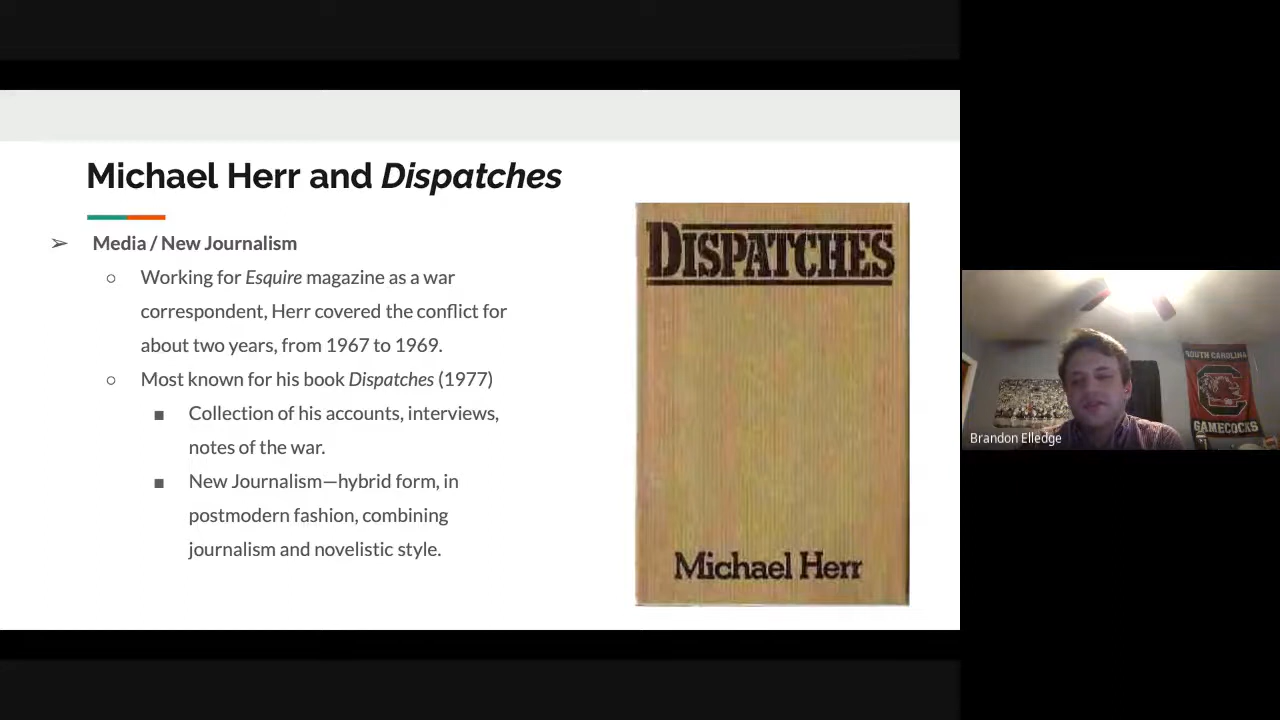 Michael Herr and Dispatches
➢ Media / New Journalism
○ Working for Esquire magazine as a war
correspondent, Herr covered the conflict for
about two years, from 1967 to 1969.
○ Most known for his book Dispatches (1977)
■ Collection of his accounts, interviews,
notes of the war.
■ New Journalism—hybrid form, in
postmodern fashion, combining
journalism and novelistic style.
DISPATCHES
Michael Herr
SOUTH CAROLINA
GAMECOCKS
Brandon Elledge